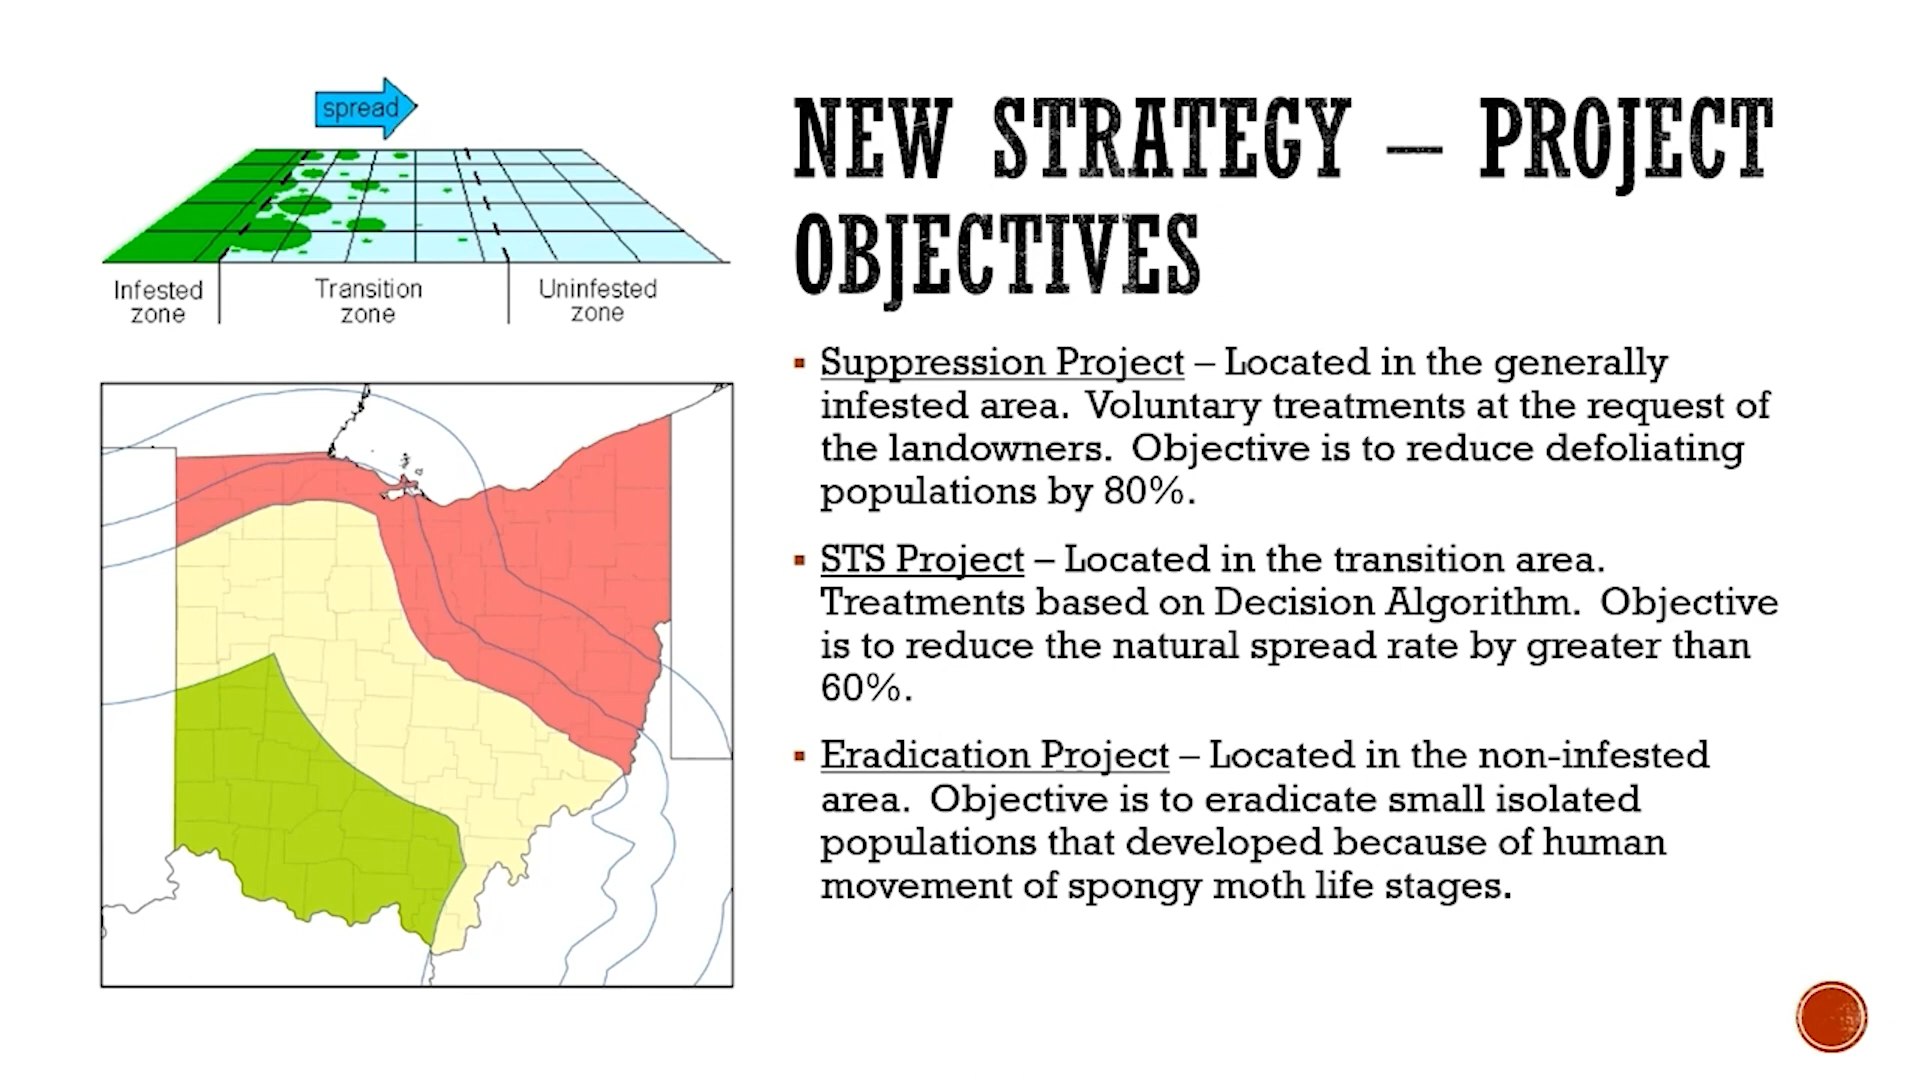 spread
Infested
zone
Transition
zone
Uninfested
zone
NEW STRATEGY – PROJECT
OBJECTIVES
▪ Suppression Project – Located in the generally
infested area.  Voluntary treatments at the request of
the landowners.  Objective is to reduce defoliating
populations by 80%.
▪ STS Project – Located in the transition area.
Treatments based on Decision Algorithm.  Objective
is to reduce the natural spread rate by greater than
60%.
▪ Eradication Project – Located in the non-infested
area.  Objective is to eradicate small isolated
populations that developed because of human
movement of spongy moth life stages.